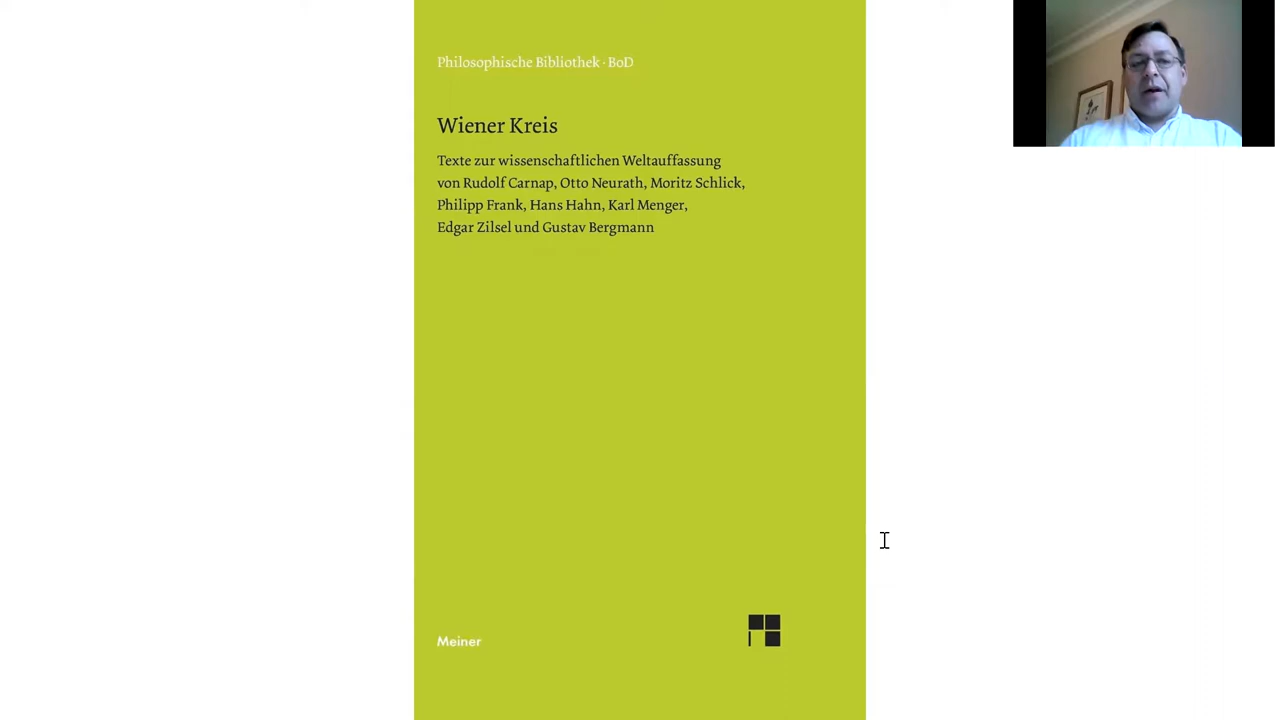 Philosophische Bibliothek · BoD
Wiener Kreis
Texte zur wissenschaftlichen Weltauffassung
von Rudolf Carnap, Otto Neurath, Moritz Schlick,
Philipp Frank, Hans Hahn, Karl Menger,
Edgar Zilsel und Gustav Bergmann
Meiner